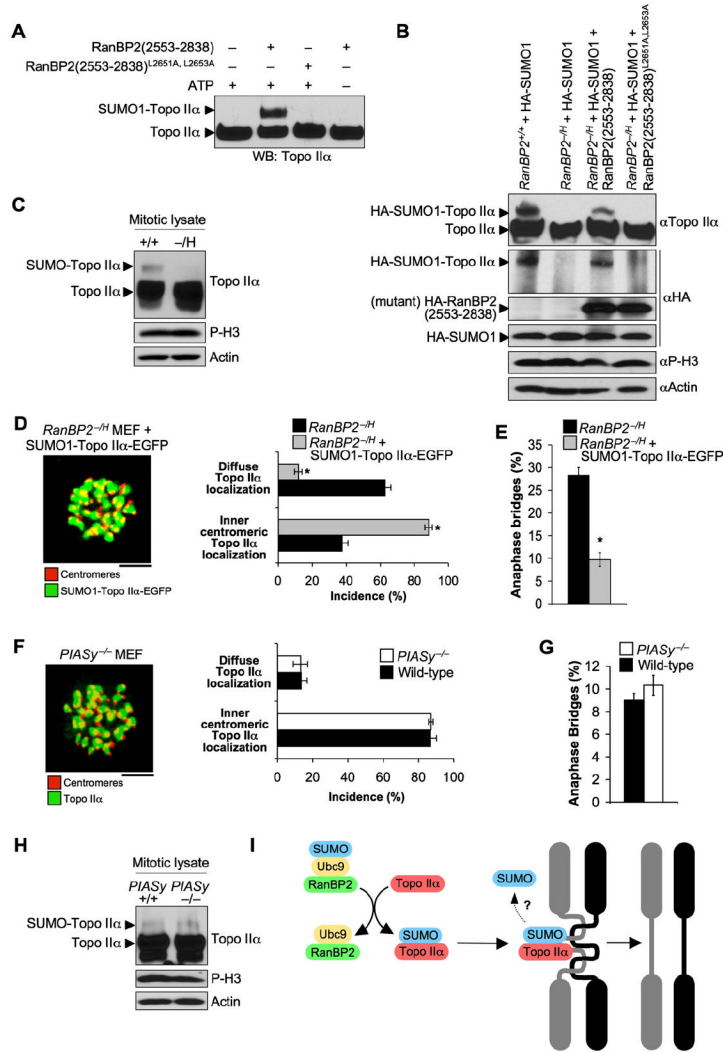 A
RanBP2(2553-2838) – + – +
RanBP2(2553-2838)L2651A, L2653A – – + –
ATP + + + –
SUMO1-Topo IIα
Topo IIα
WB: Topo IIα
B
RanBP2+/+ + HA-SUMO1
RanBP2–/H + HA-SUMO1
RanBP2–/H + HA-SUMO1 +
RanBP2(2553-2838)
RanBP2–/H + HA-SUMO1 +
RanBP2(2553-2838)L2651A,L2653A
HA-SUMO1-Topo IIα
Topo IIα
αTopo IIα
HA-SUMO1-Topo IIα
(mutant) HA-RanBP2
(2553-2838)
αHA
HA-SUMO1
αP-H3
αActin
C
Mitotic lysate
+/+ –/H
SUMO-Topo IIα
Topo IIα
Topo IIα
P-H3
Actin
D
RanBP2–/H MEF +
SUMO1-Topo IIα-EGFP
Centromeres
SUMO1-Topo IIα-EGFP
RanBP2–/H
RanBP2–/H +
SUMO1-Topo IIα-EGFP
Diffuse
Topo IIα
localization
*
Inner
centromeric
Topo IIα
localization
*
0 20 40 60 80 100
Incidence (%)
E
RanBP2–/H
RanBP2–/H +
SUMO1-Topo IIα-EGFP
Anaphase bridges (%)
35
30
25
20
15
10
5
0
*
F
PIASy–/– MEF
Centromeres
Topo IIα
PIASy–/–
Wild-type
Diffuse
Topo IIα
localization
Inner
centromeric
Topo IIα
localization
0 20 40 60 80 100
Incidence (%)
G
PIASy–/–
Wild-type
Anaphase Bridges (%)
12
10
8
6
4
2
0
H
Mitotic lysate
PIASy PIASy
+/+ –/–
SUMO-Topo IIα
Topo IIα
Topo IIα
P-H3
Actin
I
SUMO
Ubc9
RanBP2
Topo IIα
Ubc9
RanBP2
SUMO
Topo IIα
SUMO
?
SUMO
Topo IIα